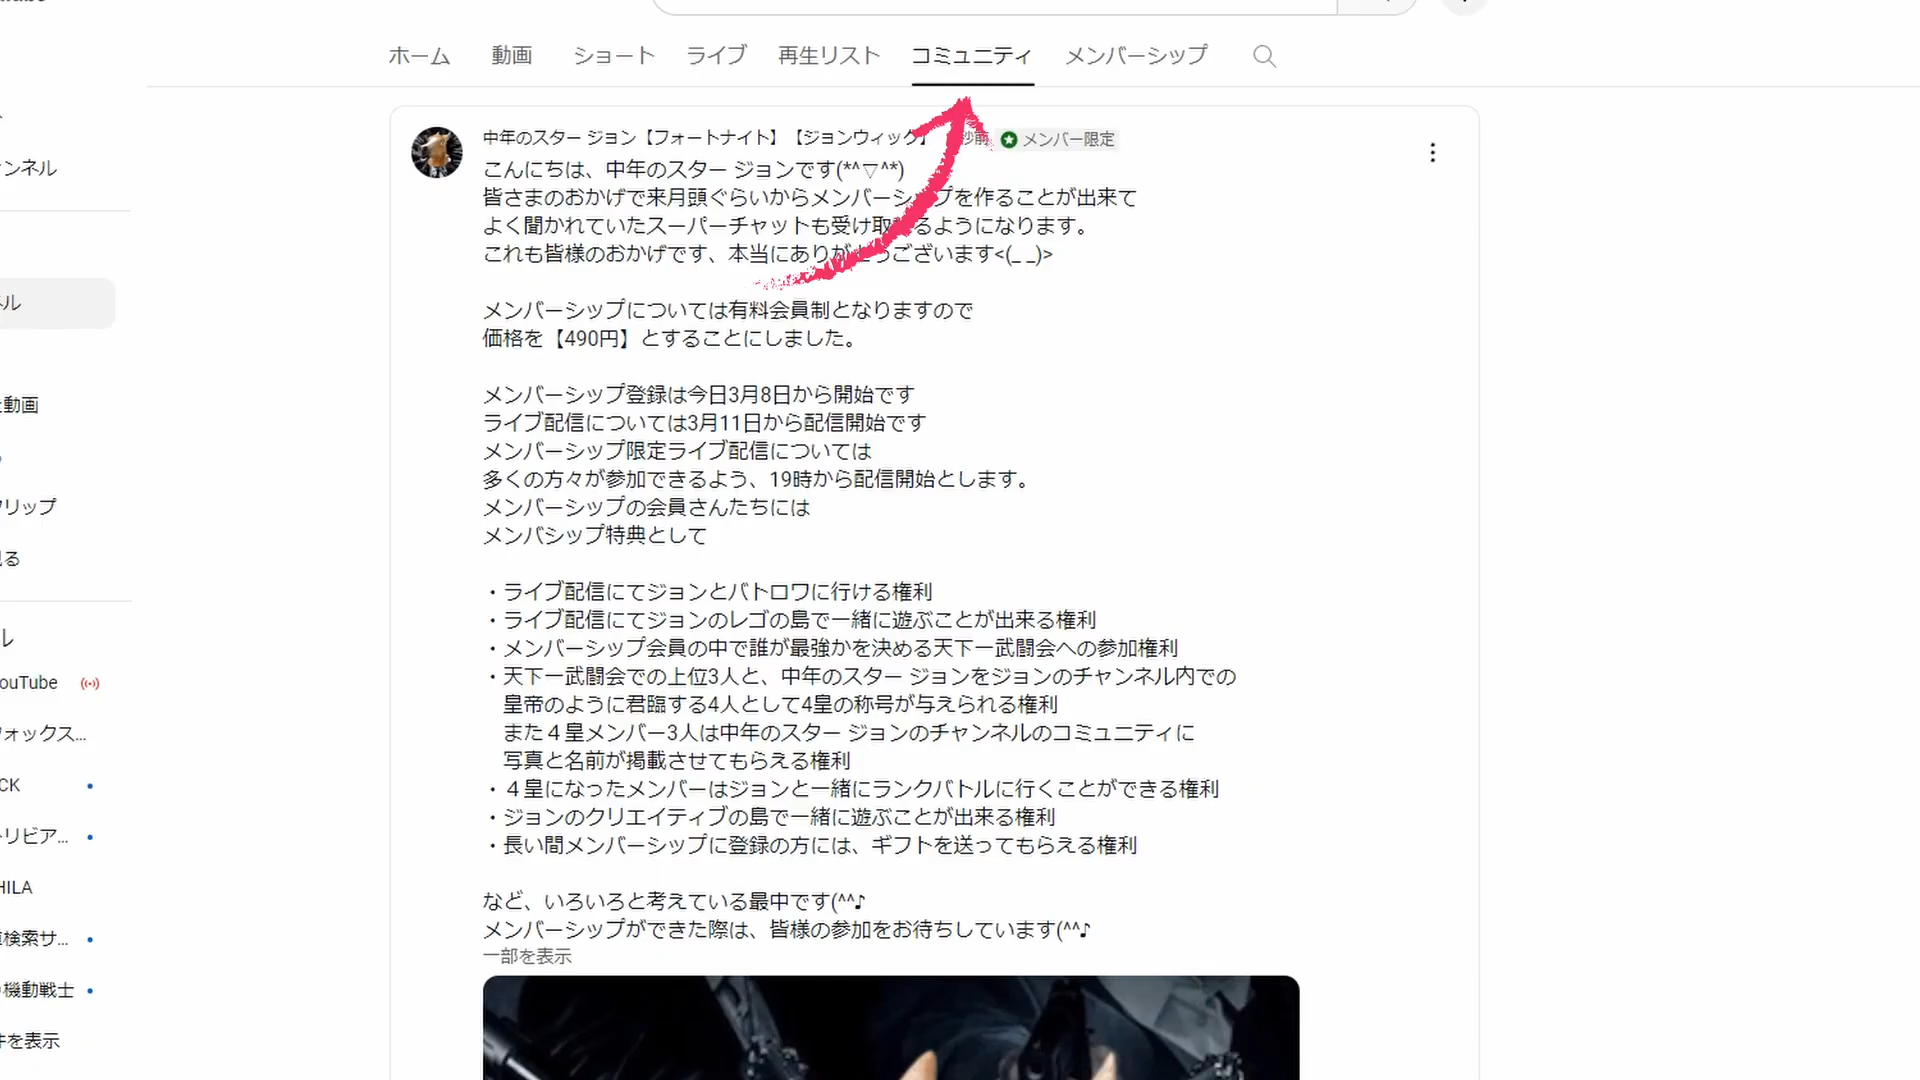 ホーム 動画 ショート ライブ 再生リスト コミュニティ メンバーシップ
中年のスター ジョン【フォートナイト】【ジョンウィック】 秒前 メンバー限定
こんにちは、中年のスター ジョンです(*^▽^*)
皆さまのおかげで来月頭ぐらいからメンバーシップを作ることが出来て
よく聞かれていたスーパーチャットも受け取れるようになります。
これも皆様のおかげです、本当にありがとうございます<(_ _)>
メンバーシップについては有料会員制となりますので
価格を【490円】とすることにしました。
メンバーシップ登録は今日3月8日から開始です
ライブ配信については3月11日から配信開始です
メンバーシップ限定ライブ配信については
多くの方々が参加できるよう、19時から配信開始とします。
メンバーシップの会員さんたちには
メンバシップ特典として
・ライブ配信にてジョンとバトロワに行ける権利
・ライブ配信にてジョンのレゴの島で一緒に遊ぶことが出来る権利
・メンバーシップ会員の中で誰が最強かを決める天下一武闘会への参加権利
・天下一武闘会での上位3人と、中年のスター ジョンをジョンのチャンネル内での
皇帝のように君臨する4人として4皇の称号が与えられる権利
また４皇メンバー3人は中年のスター ジョンのチャンネルのコミュニティに
写真と名前が掲載させてもらえる権利
・４皇になったメンバーはジョンと一緒にランクバトルに行くことができる権利
・ジョンのクリエイティブの島で一緒に遊ぶことが出来る権利
・長い間メンバーシップに登録の方には、ギフトを送ってもらえる権利
など、いろいろと考えている最中です(^^♪
メンバーシップができた際は、皆様の参加をお待ちしています(^^♪
一部を表示
ンネル
ル
動画
リップ
る
ル
ouTube
ォックス...
CK
リビア...
HILA
検索サ...
機動戦士
を表示